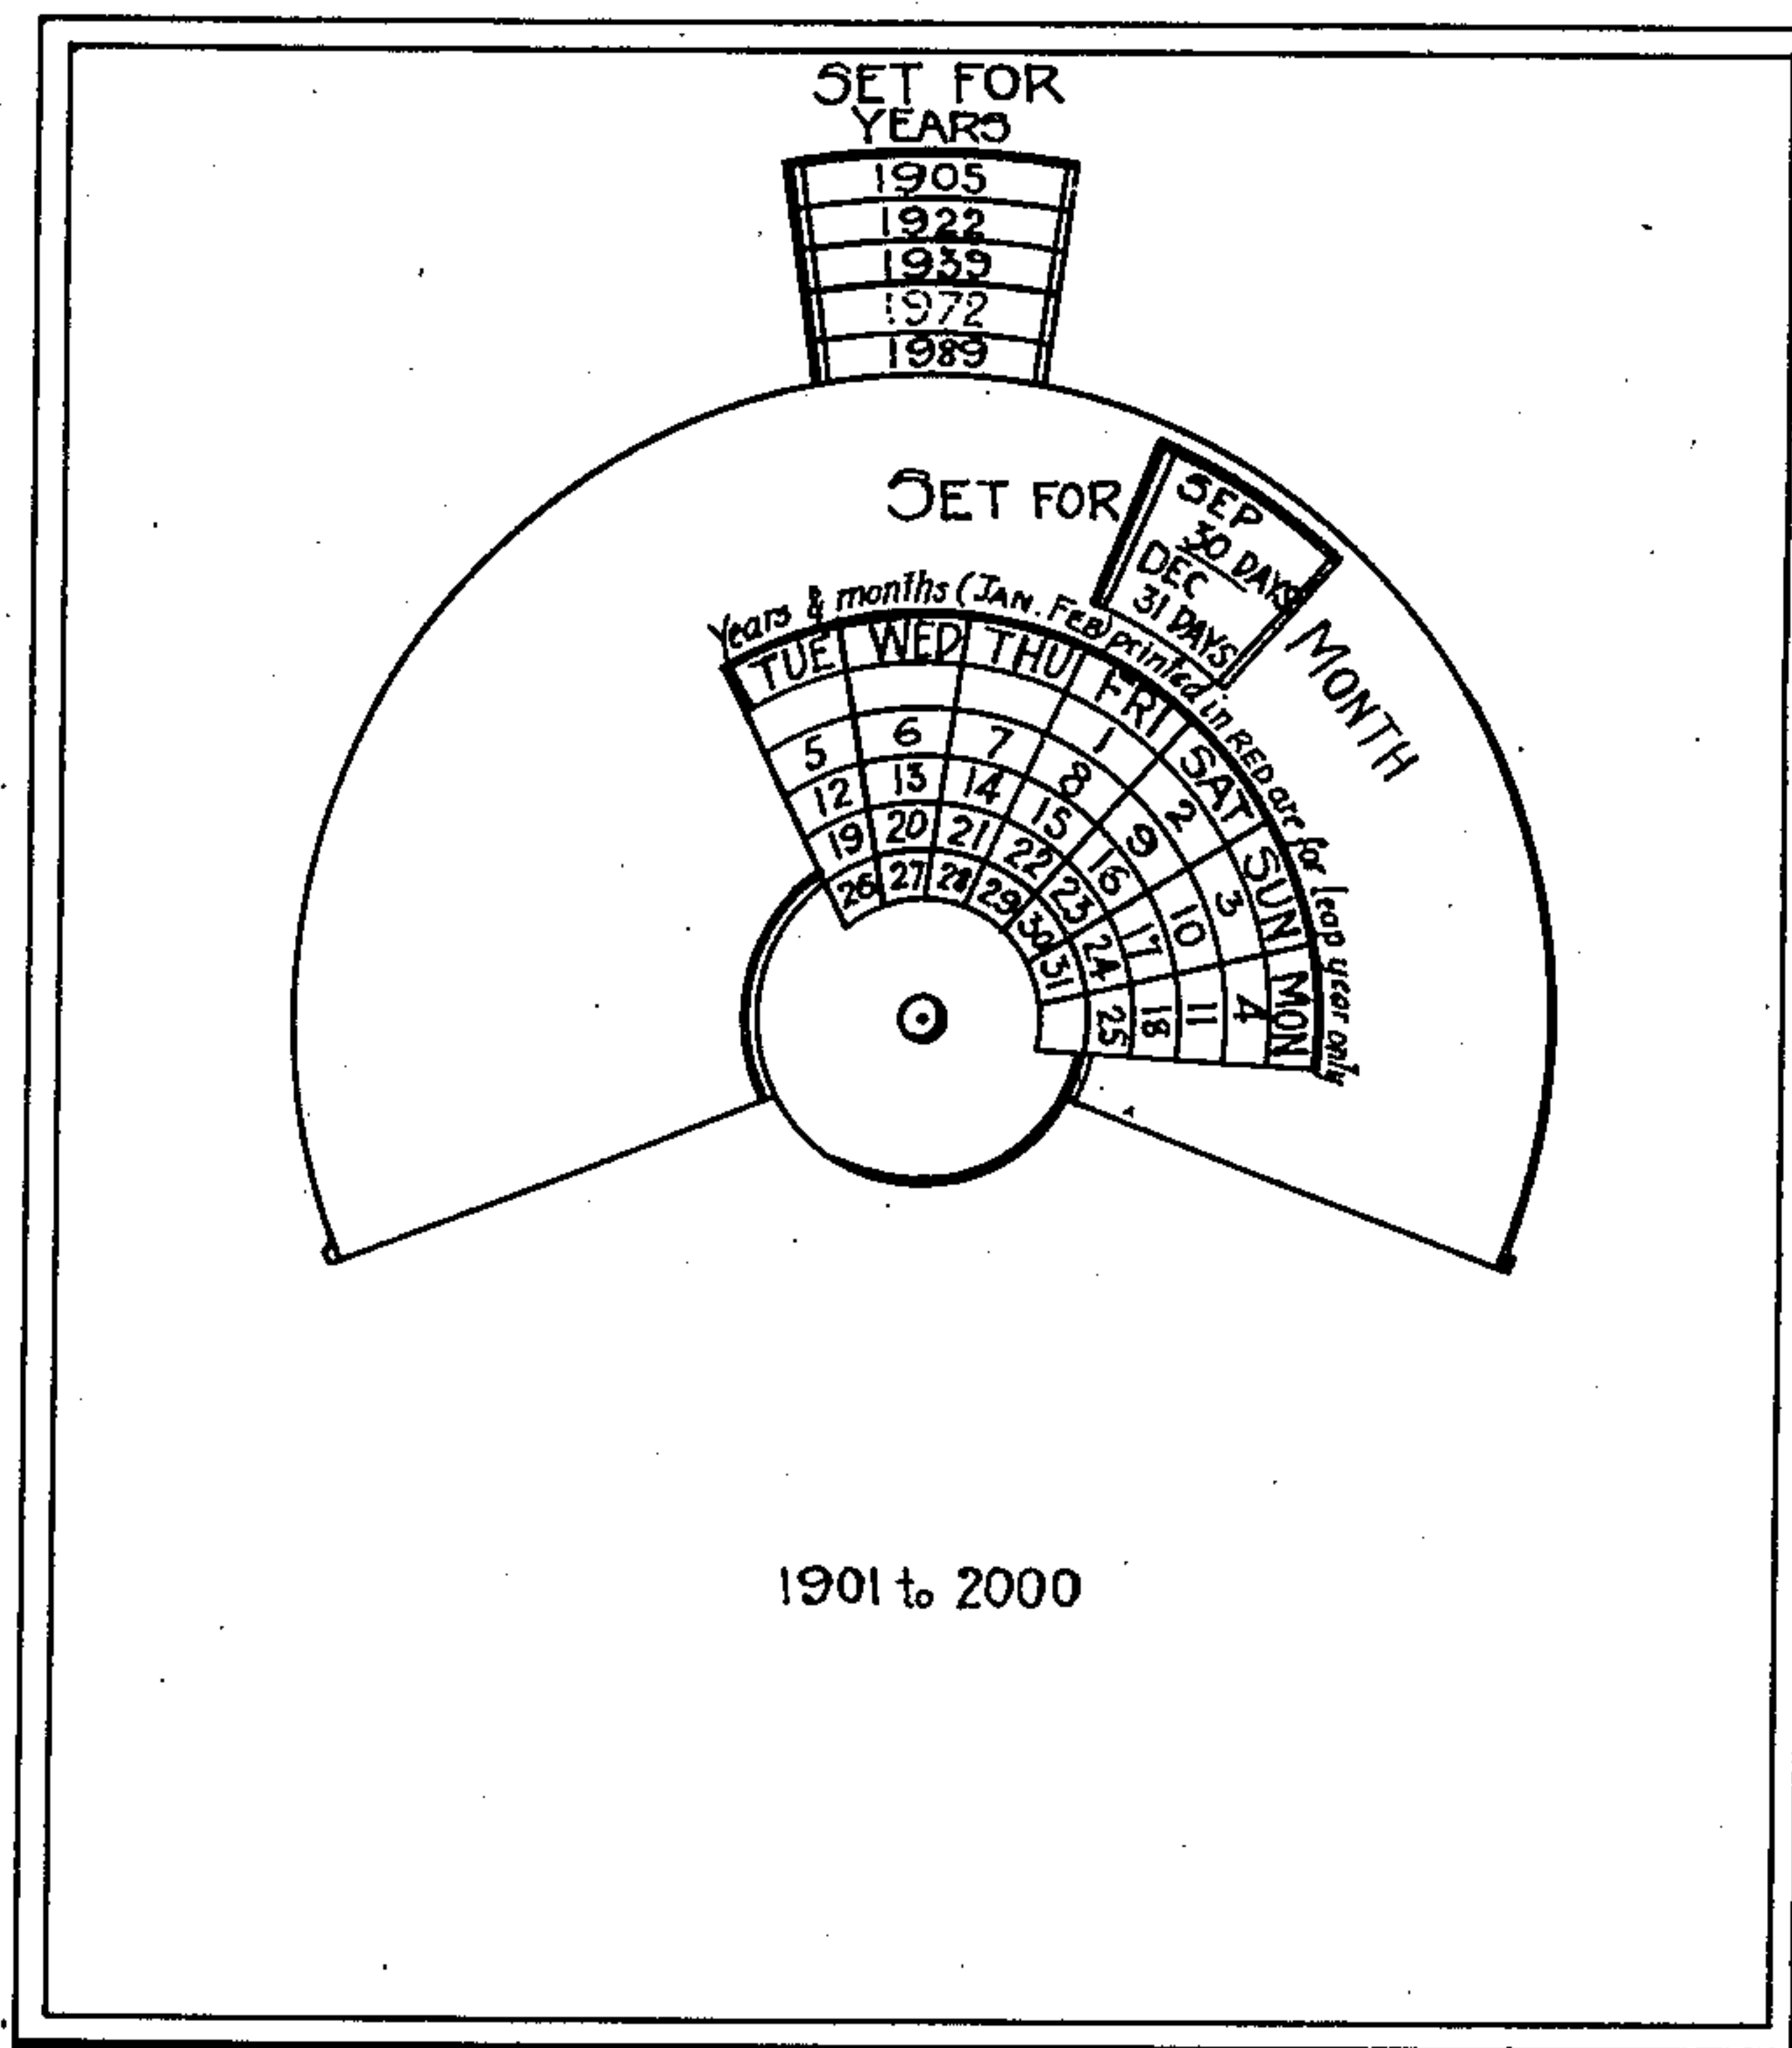 SET FOR
YEARS
1905
1922
1939
1972
1989
SET FOR
SEP
30 DAYS
DEC
31 DAYS
MONTH
Years & months (JAN. FEB) printed in RED are for leap year only
TUE WED THU FRI SAT SUN MON
1 2 3 4
5 6 7 8 9 10 11
12 13 14 15 16 17 18
19 20 21 22 23 24 25
26 27 28 29 30 31
1901 to 2000